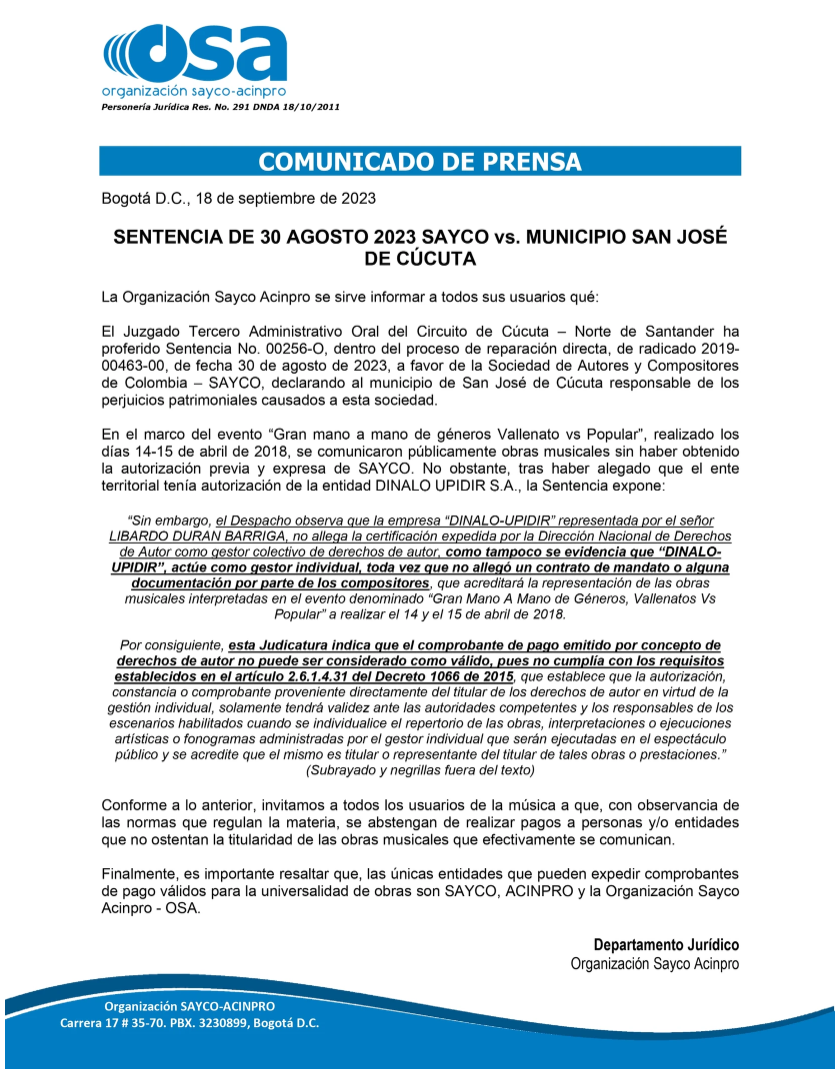 osa
organización sayco-acinpro
Personería Jurídica Res. No. 291 DNDA 18/10/2011
COMUNICADO DE PRENSA
Bogotá D.C., 18 de septiembre de 2023
SENTENCIA DE 30 AGOSTO 2023 SAYCO vs. MUNICIPIO SAN JOSÉ
DE CÚCUTA
La Organización Sayco Acinpro se sirve informar a todos sus usuarios qué:
El Juzgado Tercero Administrativo Oral del Circuito de Cúcuta – Norte de Santander ha
proferido Sentencia No. 00256-O, dentro del proceso de reparación directa, de radicado 2019-
00463-00, de fecha 30 de agosto de 2023, a favor de la Sociedad de Autores y Compositores
de Colombia – SAYCO, declarando al municipio de San José de Cúcuta responsable de los
perjuicios patrimoniales causados a esta sociedad.
En el marco del evento “Gran mano a mano de géneros Vallenato vs Popular”, realizado los
días 14-15 de abril de 2018, se comunicaron públicamente obras musicales sin haber obtenido
la autorización previa y expresa de SAYCO. No obstante, tras haber alegado que el ente
territorial tenía autorización de la entidad DINALO UPIDIR S.A., la Sentencia expone:
“Sin embargo, el Despacho observa que la empresa “DINALO-UPIDIR” representada por el señor
LIBARDO DURAN BARRIGA, no allega la certificación expedida por la Dirección Nacional de Derechos
de Autor como gestor colectivo de derechos de autor, como tampoco se evidencia que “DINALO-
UPIDIR”, actúe como gestor individual, toda vez que no allegó un contrato de mandato o alguna
documentación por parte de los compositores, que acreditará la representación de las obras
musicales interpretadas en el evento denominado “Gran Mano A Mano de Géneros, Vallenatos Vs
Popular” a realizar el 14 y el 15 de abril de 2018.
Por consiguiente, esta Judicatura indica que el comprobante de pago emitido por concepto de
derechos de autor no puede ser considerado como válido, pues no cumplía con los requisitos
establecidos en el artículo 2.6.1.4.31 del Decreto 1066 de 2015, que establece que la autorización,
constancia o comprobante proveniente directamente del titular de los derechos de autor en virtud de la
gestión individual, solamente tendrá validez ante las autoridades competentes y los responsables de los
escenarios habilitados cuando se individualice el repertorio de las obras, interpretaciones o ejecuciones
artísticas o fonogramas administradas por el gestor individual que serán ejecutadas en el espectáculo
público y se acredite que el mismo es titular o representante del titular de tales obras o prestaciones.”
(Subrayado y negrillas fuera del texto)
Conforme a lo anterior, invitamos a todos los usuarios de la música a que, con observancia de
las normas que regulan la materia, se abstengan de realizar pagos a personas y/o entidades
que no ostentan la titularidad de las obras musicales que efectivamente se comunican.
Finalmente, es importante resaltar que, las únicas entidades que pueden expedir comprobantes
de pago válidos para la universalidad de obras son SAYCO, ACINPRO y la Organización Sayco
Acinpro - OSA.
Departamento Jurídico
Organización Sayco Acinpro
Organización SAYCO-ACINPRO
Carrera 17 # 35-70. PBX. 3230899, Bogotá D.C.